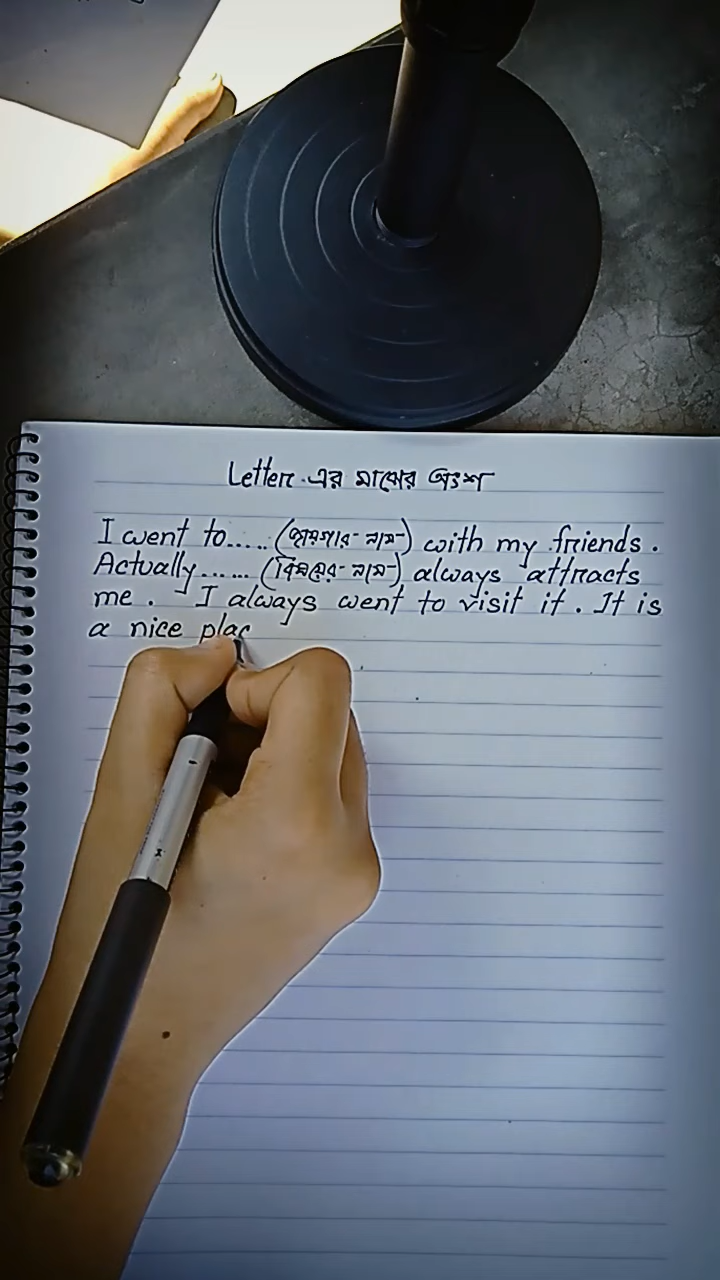 Letter এর মাঝের অংশ
I went to..... (জায়গার নাম) with my friends.
Actually...... (বিষয়ের নাম) always attracts
me. I always went to visit it. It is
a nice plac